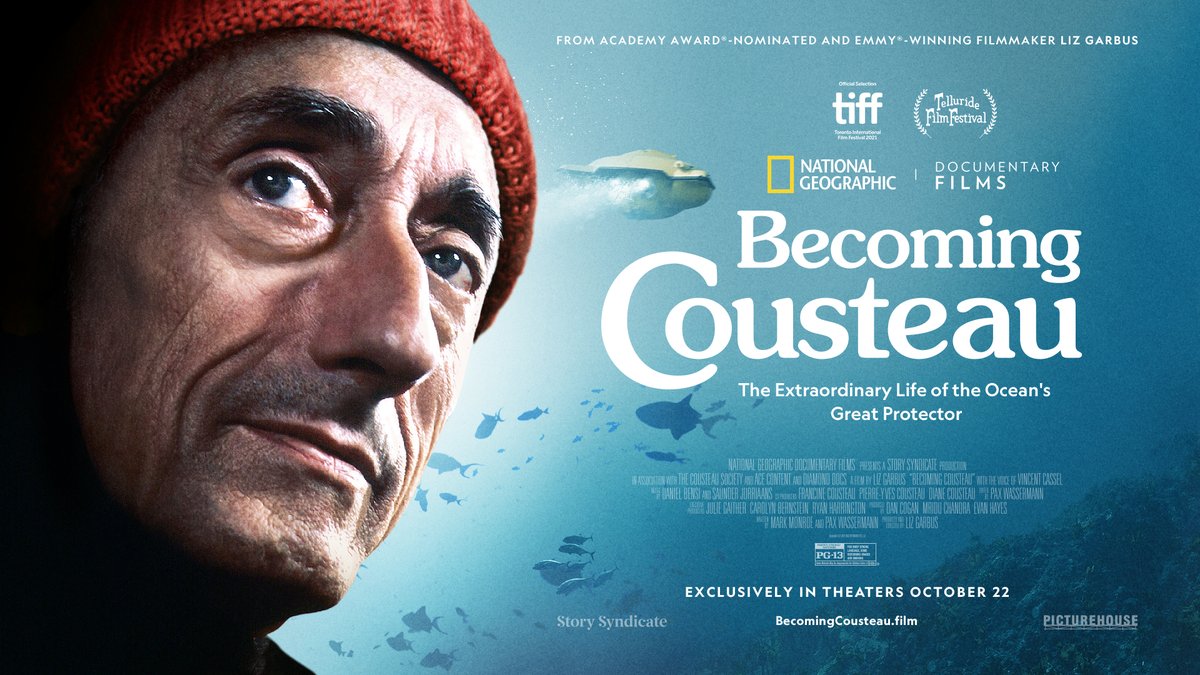 FROM ACADEMY AWARD®-NOMINATED AND EMMY®-WINNING FILMMAKER LIZ GARBUS
Official Selection
tiff
Toronto International
Film Festival 2021
Telluride
Film Festival
NATIONAL
GEOGRAPHIC
DOCUMENTARY
FILMS
Becoming
Cousteau
The Extraordinary Life of the Ocean's
Great Protector
NATIONAL GEOGRAPHIC DOCUMENTARY FILMS PRESENTS A STORY SYNDICATE PRODUCTION
IN ASSOCIATION WITH THE COUSTEAU SOCIETY AND ACE CONTENT AND DIAMOND DOCS A FILM BY LIZ GARBUS "BECOMING COUSTEAU" WITH THE VOICE OF VINCENT CASSEL
DANIEL BENSI AND SAUNDER JURRIAANS FRANCINE COUSTEAU PIERRE-YVES COUSTEAU DIANE COUSTEAU PAX WASSERMANN
JULIE GAITHER CAROLYN BERNSTEIN RYAN HARRINGTON DAN COGAN MRIDU CHANDRA EVAN HAYES
WRITTEN BY MARK MONROE AND PAX WASSERMANN LIZ GARBUS
PG-13
EXCLUSIVELY IN THEATERS OCTOBER 22
Story Syndicate
BecomingCousteau.film
PICTUREHOUSE